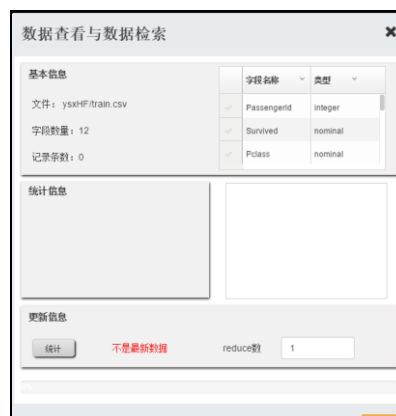 数据查看与数据检索
基本信息
文件：ysxHF/train.csv
字段数量：12
记录条数：0
字段名称 类型
PassengerId integer
Survived nominal
Pclass nominal
统计信息
更新信息
统计 不是最新数据 reduce数 1